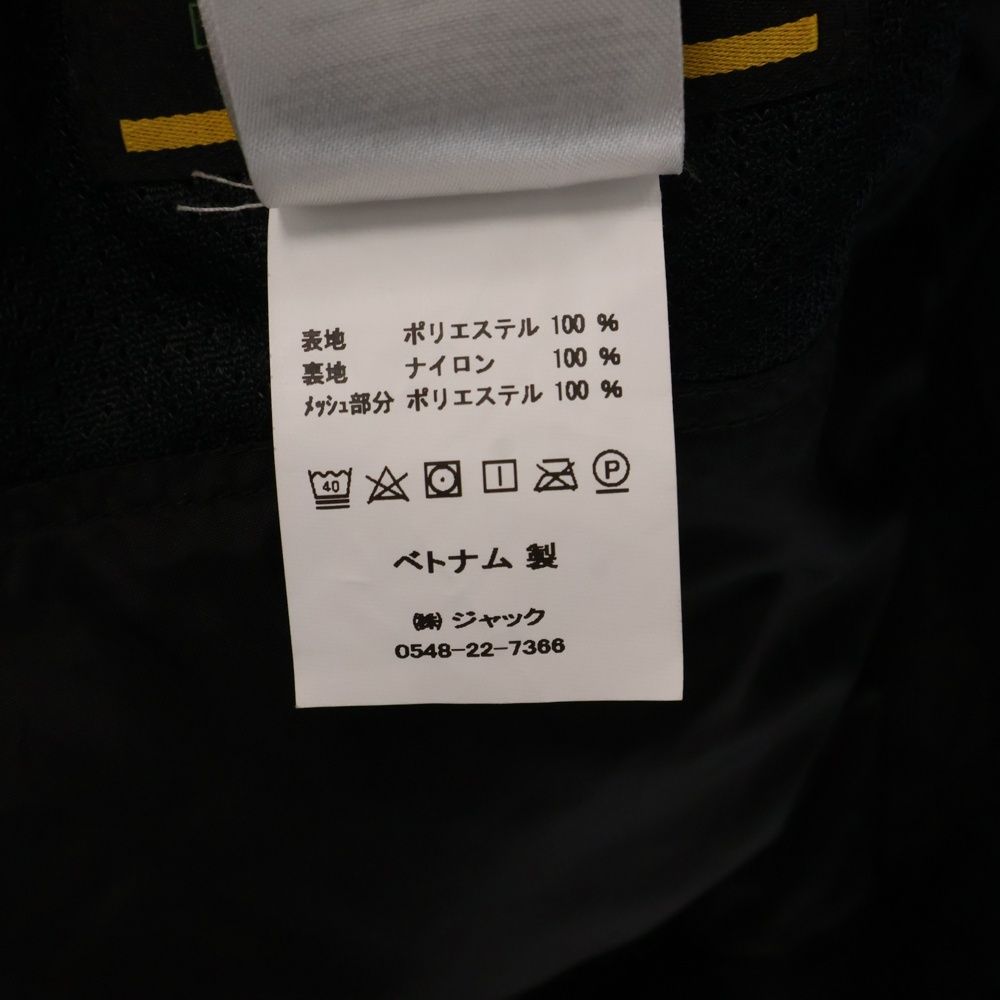 表地 ポリエステル 100 %
裏地 ナイロン 100 %
ﾒｯｼｭ部分 ポリエステル 100 %
40 P
ベトナム 製
㈱ ジャック
0548-22-7366